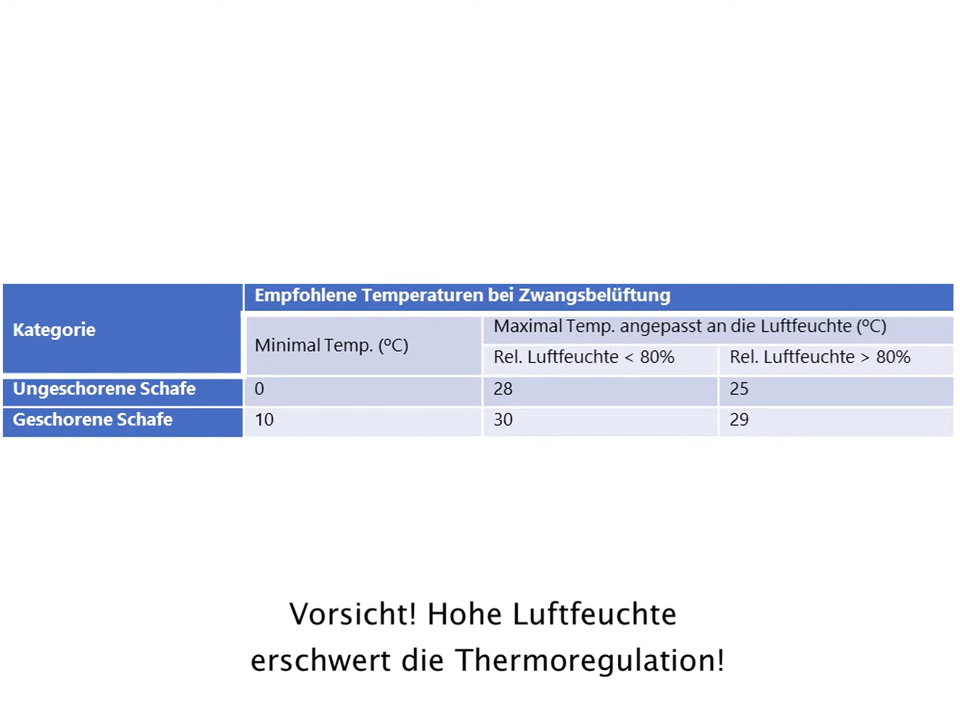 Kategorie
Empfohlene Temperaturen bei Zwangsbelüftung
Minimal Temp. (ºC)
Maximal Temp. angepasst an die Luftfeuchte (ºC)
Rel. Luftfeuchte < 80% Rel. Luftfeuchte > 80%
Ungeschorene Schafe 0 28 25
Geschorene Schafe 10 30 29
Vorsicht! Hohe Luftfeuchte
erschwert die Thermoregulation!